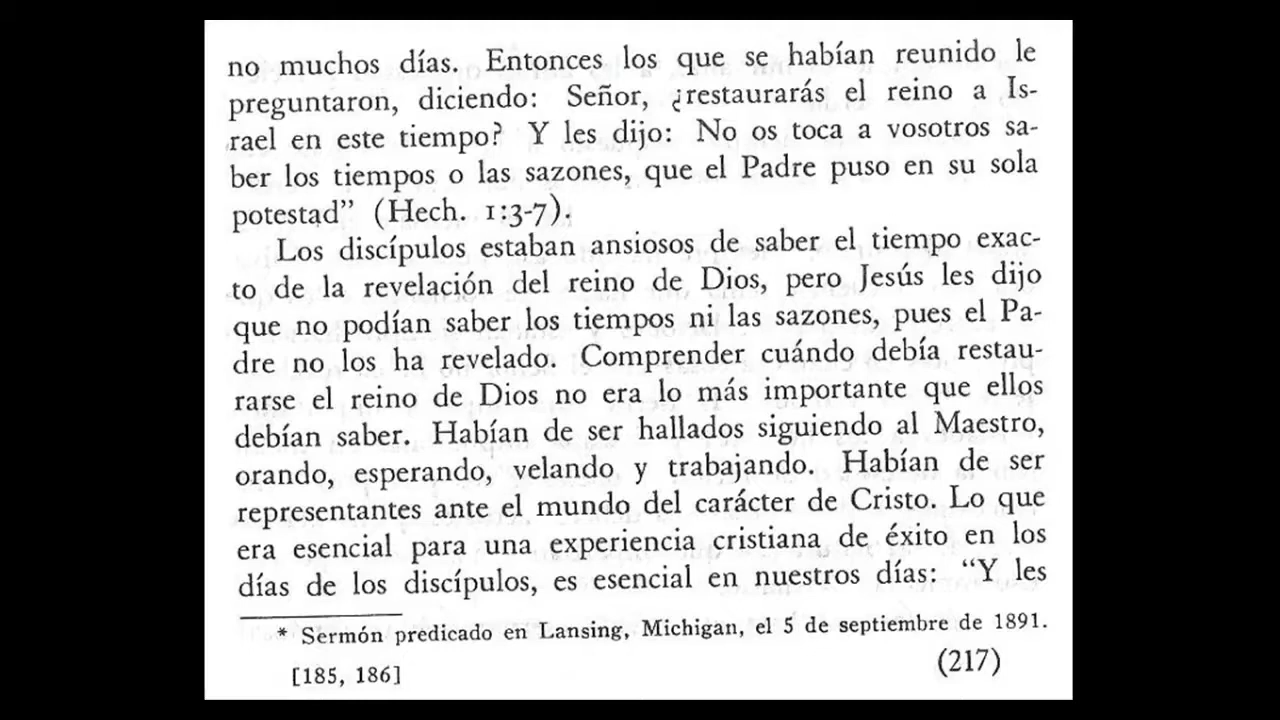 no muchos días. Entonces los que se habían reunido le
preguntaron, diciendo: Señor, ¿restaurarás el reino a Is-
rael en este tiempo? Y les dijo: No os toca a vosotros sa-
ber los tiempos o las sazones, que el Padre puso en su sola
potestad” (Hech. 1:3-7).
Los discípulos estaban ansiosos de saber el tiempo exac-
to de la revelación del reino de Dios, pero Jesús les dijo
que no podían saber los tiempos ni las sazones, pues el Pa-
dre no los ha revelado. Comprender cuándo debía restau-
rarse el reino de Dios no era lo más importante que ellos
debían saber. Habían de ser hallados siguiendo al Maestro,
orando, esperando, velando y trabajando. Habían de ser
representantes ante el mundo del carácter de Cristo. Lo que
era esencial para una experiencia cristiana de éxito en los
días de los discípulos, es esencial en nuestros días: “Y les
* Sermón predicado en Lansing, Michigan, el 5 de septiembre de 1891.
[185, 186] (217)